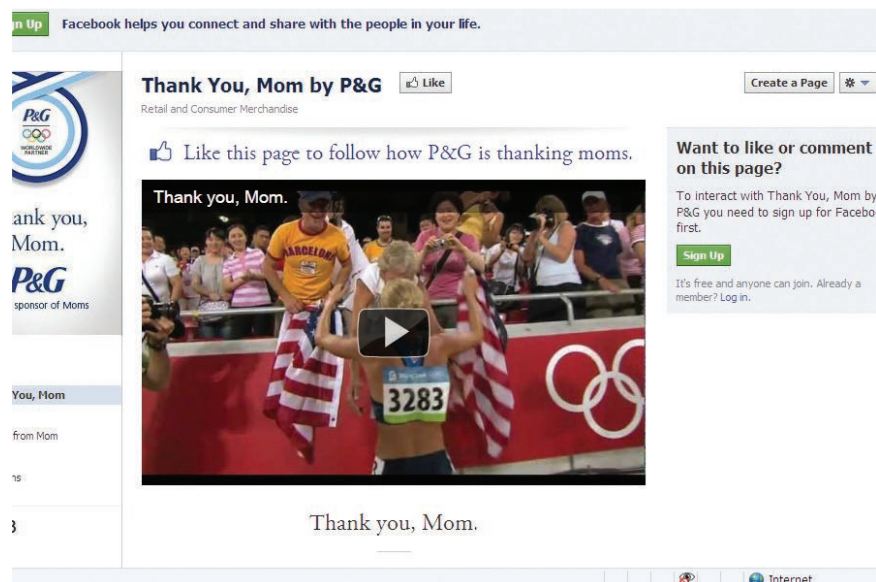 n Up
Facebook helps you connect and share with the people in your life.
P&G
WORLDWIDE
PARTNER
ank you,
Mom.
P&G
sponsor of Moms
You, Mom
from Mom
ns
Thank You, Mom by P&G
Like
Retail and Consumer Merchandise
Like this page to follow how P&G is thanking moms.
Thank you, Mom.
BARCELONA
3283
Thank you, Mom.
Create a Page
Want to like or comment
on this page?
To interact with Thank You, Mom by
P&G you need to sign up for Facebo
first.
Sign Up
It's free and anyone can join. Already a
member? Log in.
Internet